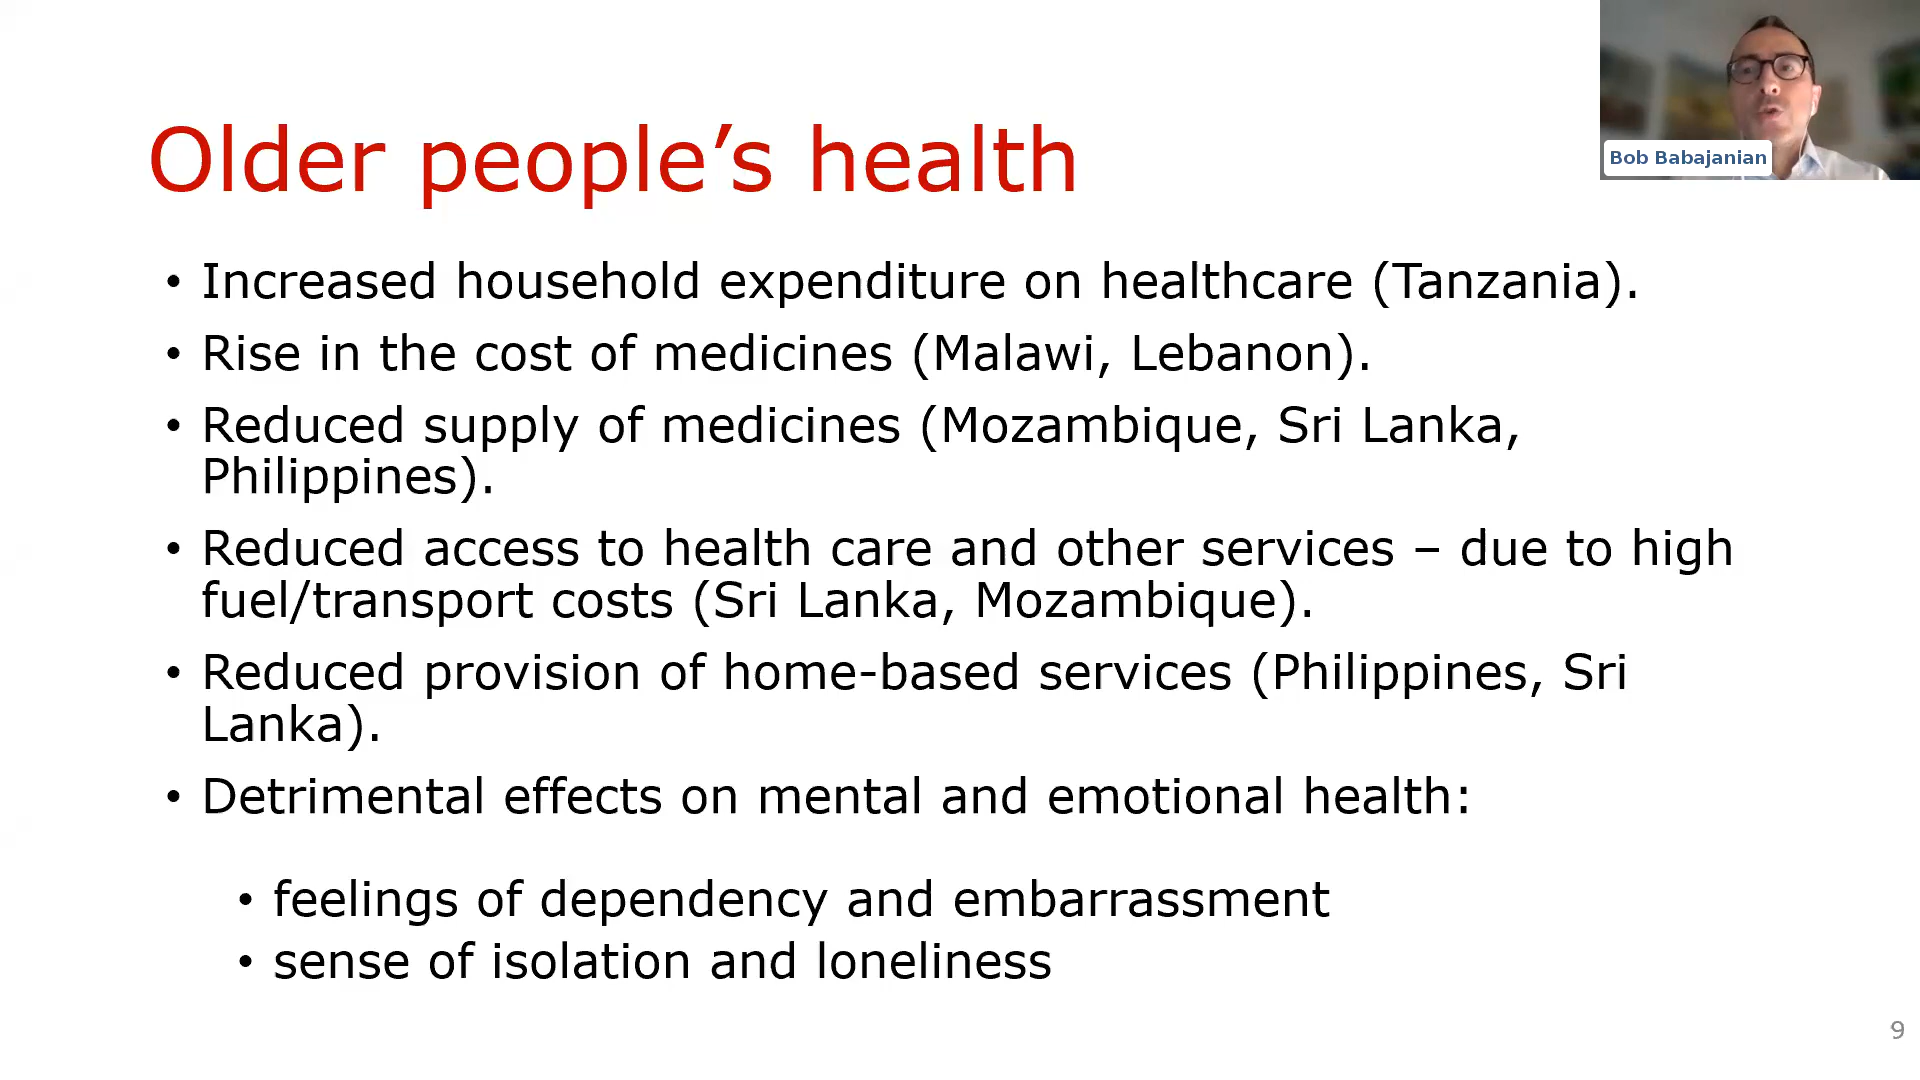 Older people’s health
Bob Babajanian
• Increased household expenditure on healthcare (Tanzania).
• Rise in the cost of medicines (Malawi, Lebanon).
• Reduced supply of medicines (Mozambique, Sri Lanka,
Philippines).
• Reduced access to health care and other services – due to high
fuel/transport costs (Sri Lanka, Mozambique).
• Reduced provision of home-based services (Philippines, Sri
Lanka).
• Detrimental effects on mental and emotional health:
• feelings of dependency and embarrassment
• sense of isolation and loneliness
9